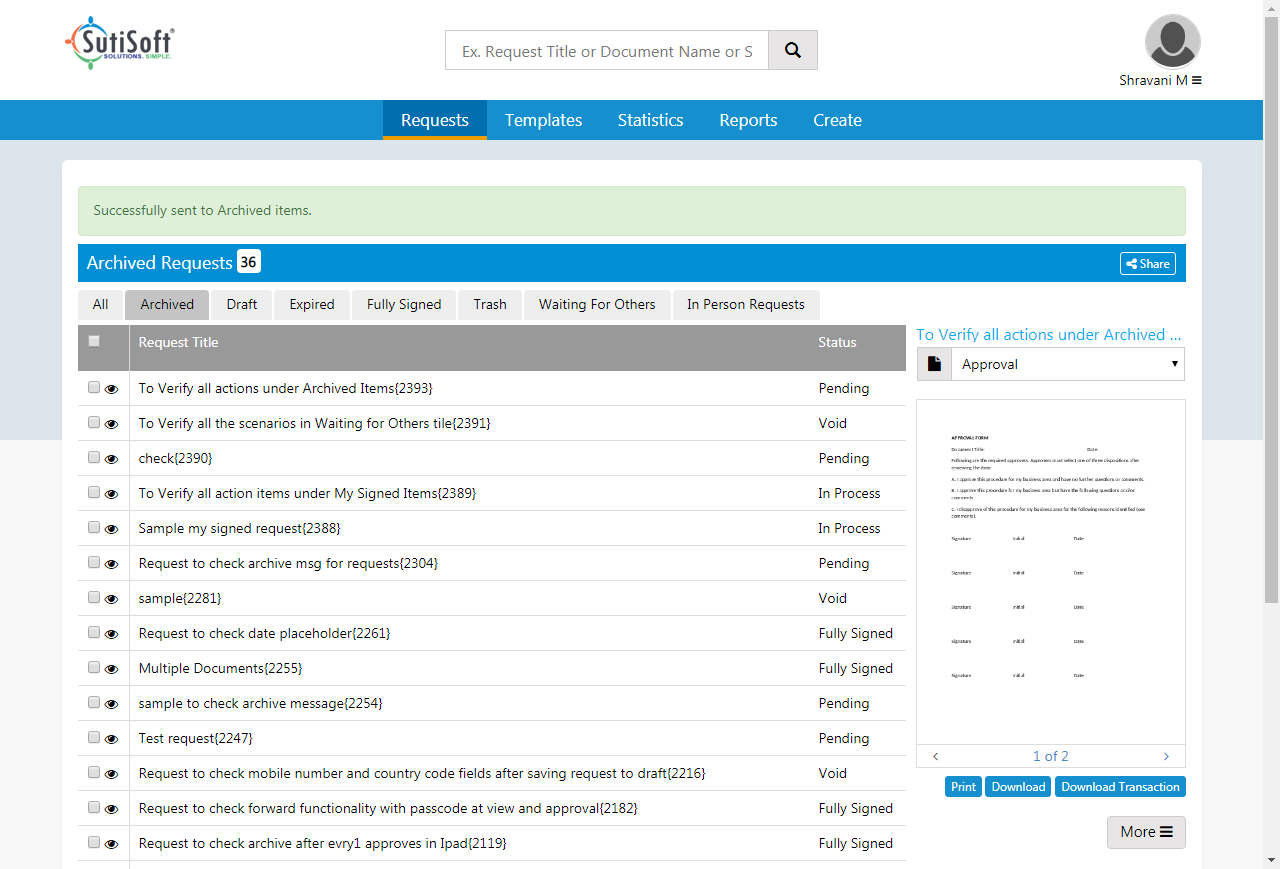 SutiSoft®
SOLUTIONS. SIMPLE.
Ex. Request Title or Document Name or S
Shravani M
Requests Templates Statistics Reports Create
Successfully sent to Archived items.
Archived Requests 36
Share
All Archived Draft Expired Fully Signed Trash Waiting For Others In Person Requests
Request Title Status
To Verify all actions under Archived Items{2393} Pending
To Verify all the scenarios in Waiting for Others tile{2391} Void
check{2390} Pending
To Verify all action items under My Signed Items{2389} In Process
Sample my signed request{2388} In Process
Request to check archive msg for requests{2304} Pending
sample{2281} Void
Request to check date placeholder{2261} Fully Signed
Multiple Documents{2255} Fully Signed
sample to check archive message{2254} Pending
Test request{2247} Pending
Request to check mobile number and country code fields after saving request to draft{2216} Void
Request to check forward functionality with passcode at view and approval{2182} Fully Signed
Request to check archive after evry1 approves in Ipad{2119} Fully Signed
To Verify all actions under Archived ...
Approval
APPROVAL FORM
Document Title: Date:
Following are the required approvers. Approvers must select one of three dispositions after
reviewing the item:
A. I approve this procedure for my business area and have no further questions or comments.
B. I approve this procedure for my business area but have the following questions and/or
comments.
C. I disapprove of this procedure for my business area for the following reasons identified (see
comments).
Signature Initial Date
Signature Initial Date
Signature Initial Date
Signature Initial Date
Signature Initial Date
1 of 2
Print Download Download Transaction
More